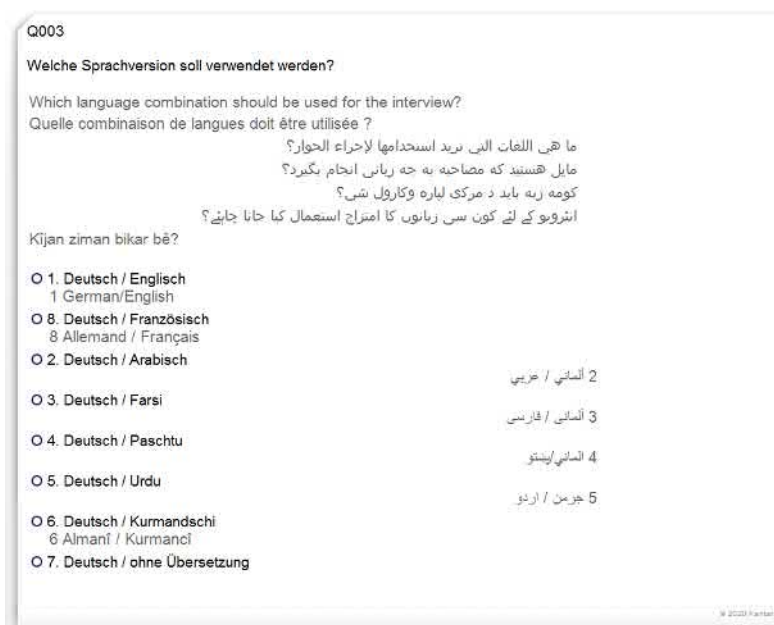 Q003
Welche Sprachversion soll verwendet werden?
Which language combination should be used for the interview?
Quelle combinaison de langues doit être utilisée ?
ما هي اللغات التي تريد استخدامها لإجراء الحوار؟
مایل هستید که مصاحبه به چه زبانی انجام بگیرد؟
کومه ژبه باید د مرکی لپاره وکارول شی؟
انٹرویو کے لئے کون سی زبانوں کا امتزاج استعمال کیا جانا چاہئے؟
Kîjan ziman bikar bê?
O 1. Deutsch / Englisch
1 German/English
O 8. Deutsch / Französisch
8 Allemand / Français
O 2. Deutsch / Arabisch
2 ألماني / عربي
O 3. Deutsch / Farsi
3 آلمانی / فارسی
O 4. Deutsch / Paschtu
4 الماني/پښتو
O 5. Deutsch / Urdu
5 جرمن / اردو
O 6. Deutsch / Kurmandschi
6 Almanî / Kurmancî
O 7. Deutsch / ohne Übersetzung
© 2020 Kantar